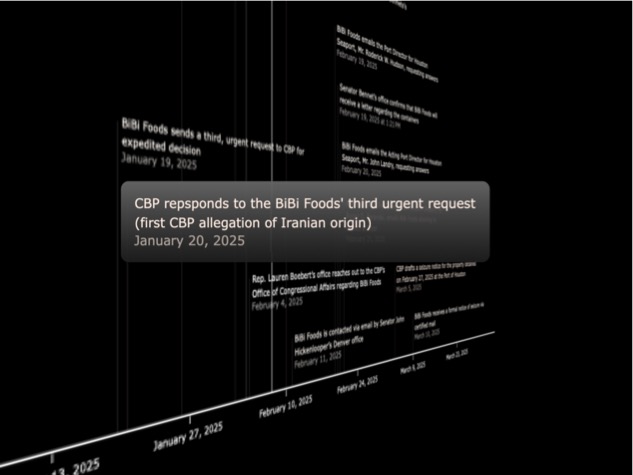 BiBi Foods emails the Port Director for Houston
Seaport, Mr. Roderick W. Hudson, requesting answers
February 19, 2025
Senator Bennet's office confirms that BiBi Foods will
receive a letter regarding the containers
February 19, 2025 at 3:20 PM
BiBi Foods sends a third, urgent request to CBP for
expedited decision
January 19, 2025
BiBi Foods emails the Acting Port Director for Houston
Seaport, Mr. John Landry, requesting answers
February 20, 2025
CBP repsponds to the BiBi Foods' third urgent request
(first CBP allegation of Iranian origin)
January 20, 2025
Rep. Lauren Boebert's office reaches out to the CBP's
Office of Congressional Affairs regarding BiBi Foods
February 4, 2025
CBP drafts a seizure notice for the property seized
on February 27, 2025 at the Port of Houston
March 5, 2025
BiBi Foods is contacted via email by Senator John
Hickenlooper's Denver office
February 11, 2025
BiBi Foods receives a formal notice of seizure via
certified mail
March 10, 2025
13, 2025
January 27, 2025
February 10, 2025
February 24, 2025
March 9, 2025
March 23, 2025